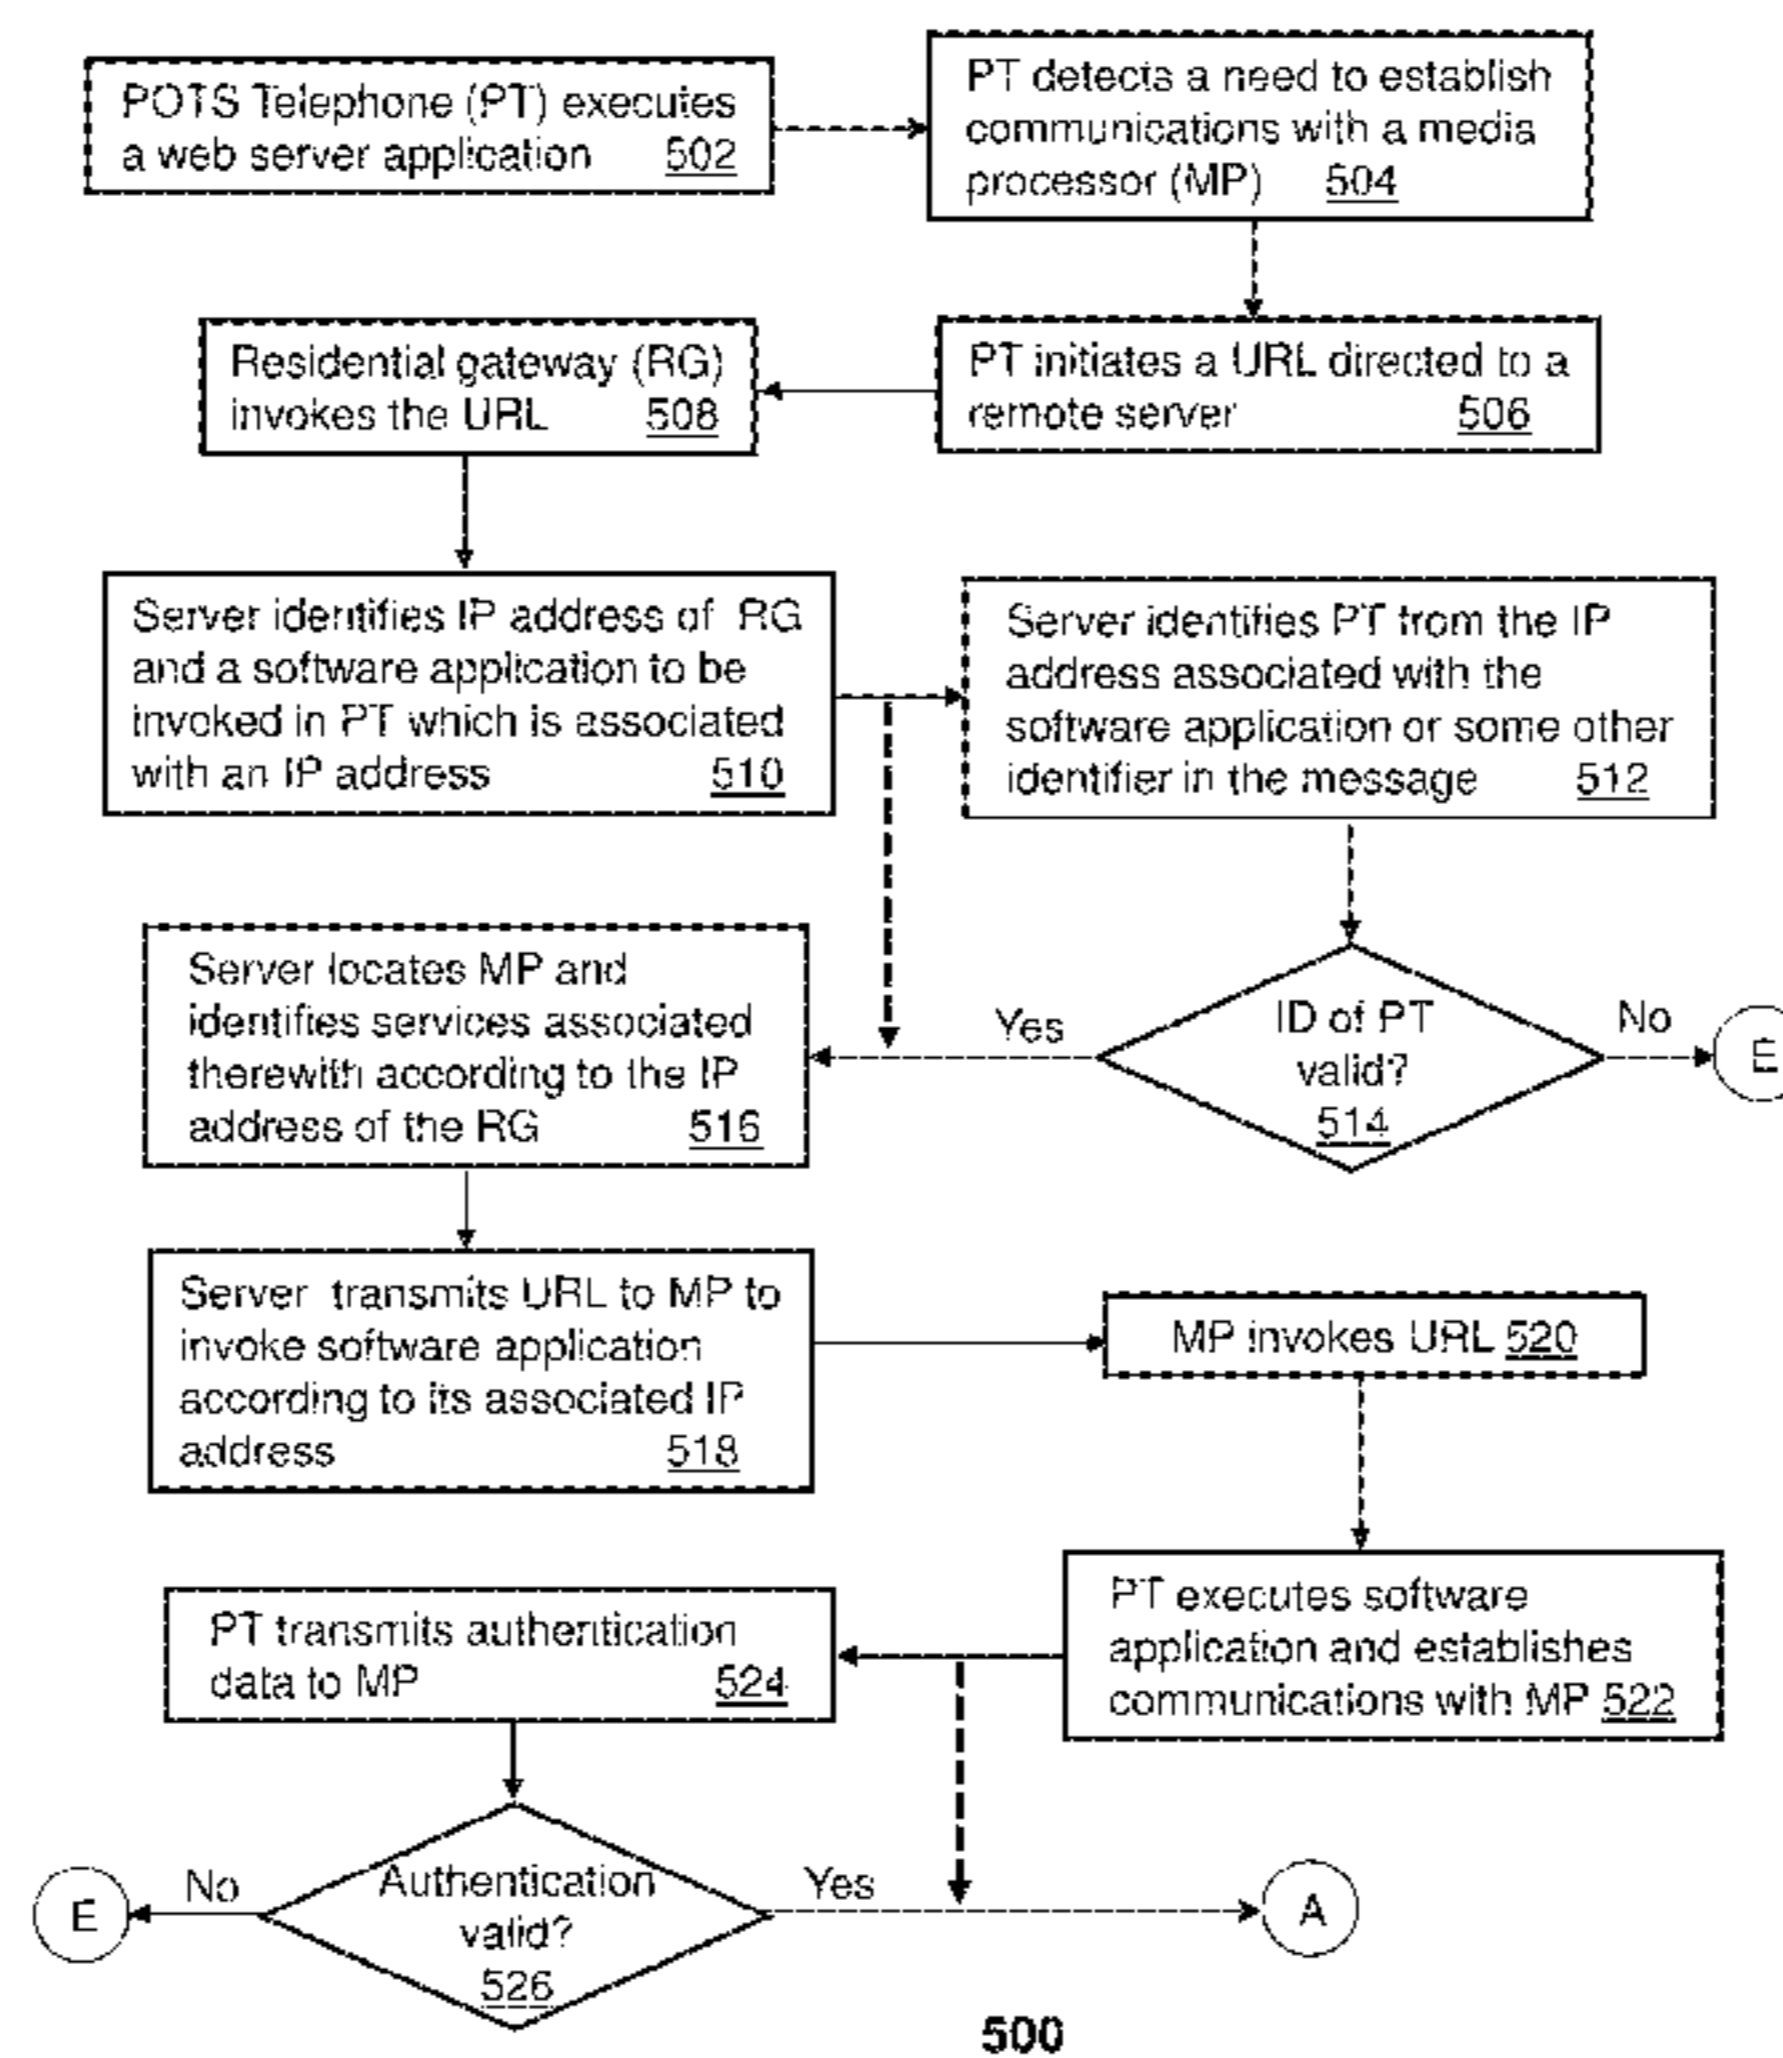 POTS Telephone (PT) executes
a web server application 502
PT detects a need to establish
communications with a media
processor (MP) 504
Residential gateway (RG)
invokes the URL 508
PT initiates a URL directed to a
remote server 506
Server identifies IP address of RG
and a software application to be
invoked in PT which is associated
with an IP address 510
Server identifies PT from the IP
address associated with the
software application or some other
identifier in the message 512
Server locates MP and
identifies services associated
therewith according to the IP
address of the RG 516
Yes
ID of PT
valid?
514
No
E
Server transmits URL to MP to
invoke software application
according to its associated IP
address 518
MP invokes URL 520
PT transmits authentication
data to MP 524
PT executes software
application and establishes
communications with MP 522
E
No
Authentication
valid?
526
Yes
A
500